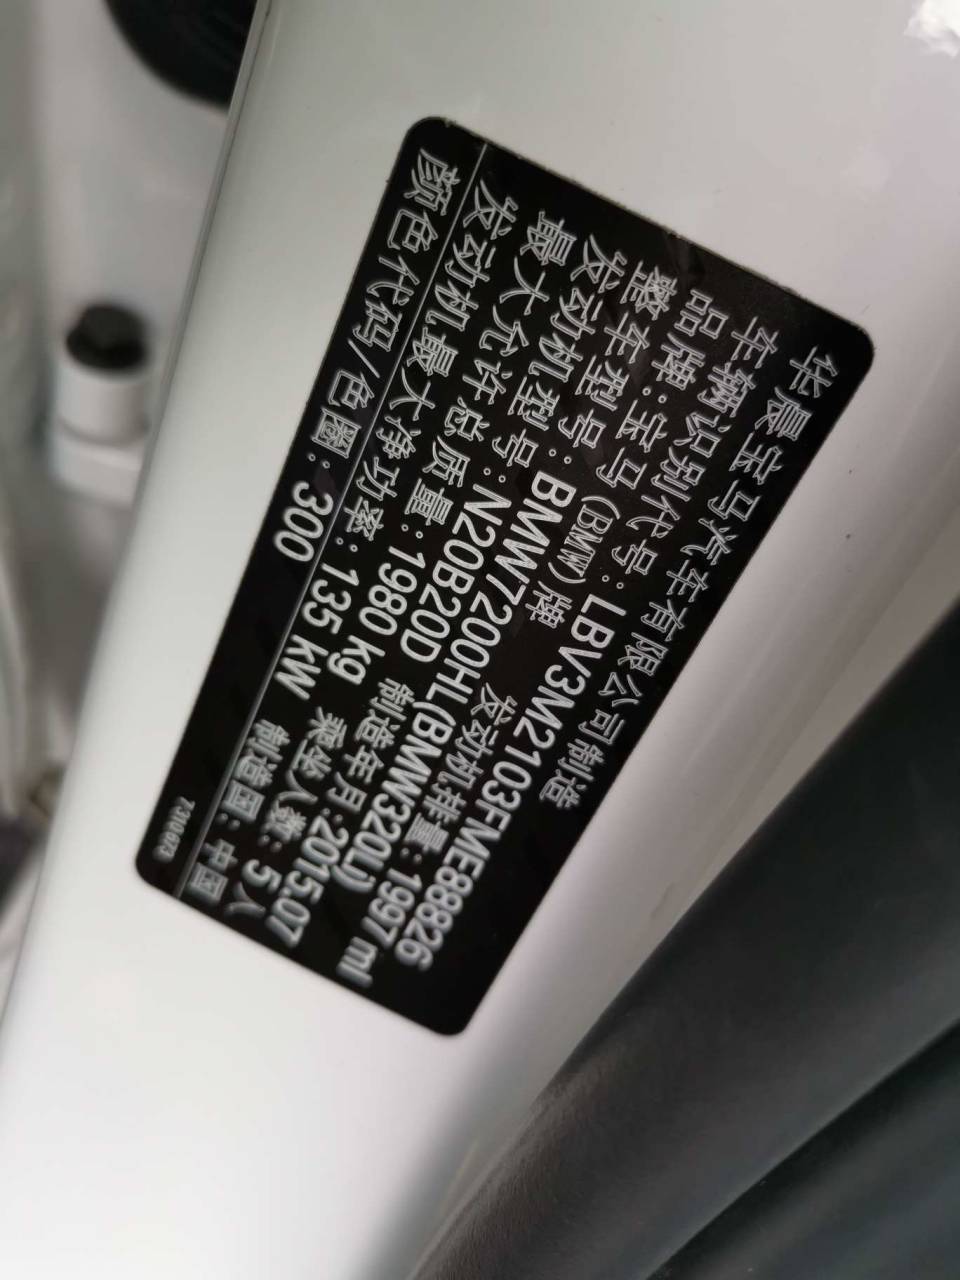 华晨宝马汽车有限公司制造
车辆识别代号: LBV3M2103FME88826
品牌:宝马 (BMW)牌 发动机排量: 1997 ml
整车型号: BMW7200HL(BMW320Li)
发动机型号: N20B20D 制造年月:2015.07
最大允许总质量: 1980 kg 乘坐人数: 5人
发动机最大净功率: 135 kW 制造国: 中国
颜色代码/色圈: 300 7319673